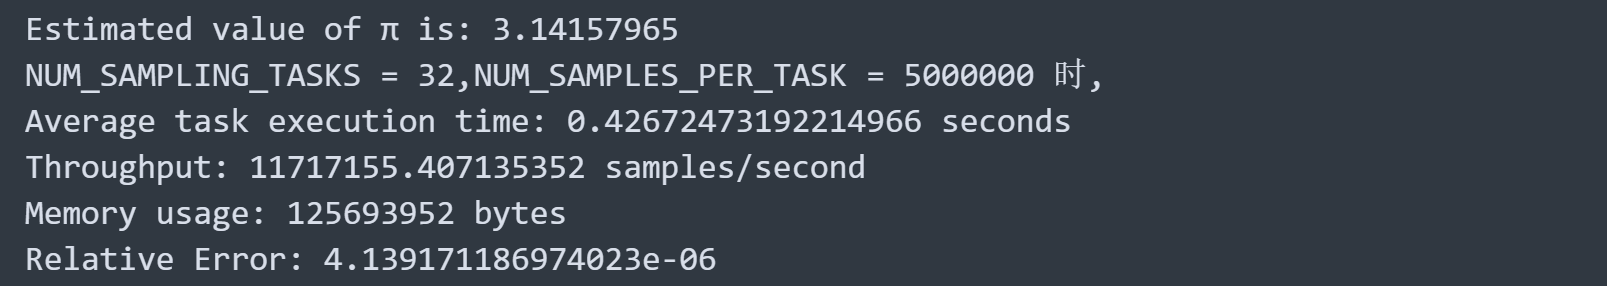 Estimated value of π is: 3.14157965
NUM_SAMPLING_TASKS = 32,NUM_SAMPLES_PER_TASK = 5000000 时,
Average task execution time: 0.42672473192214966 seconds
Throughput: 11717155.407135352 samples/second
Memory usage: 125693952 bytes
Relative Error: 4.139171186974023e-06